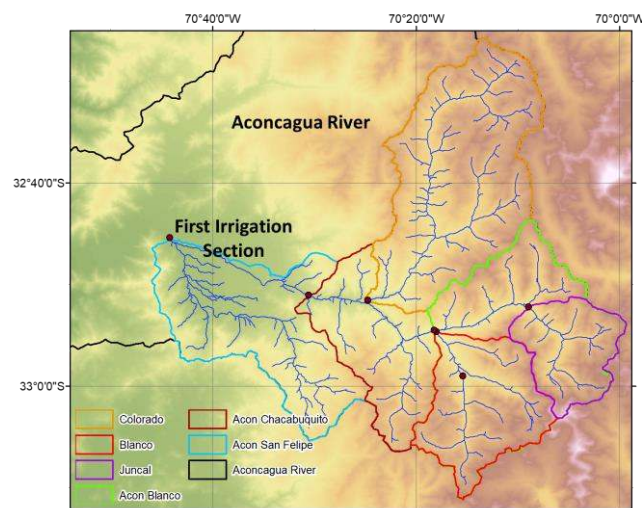 70°40'0"W
70°20'0"W
70°0'0"W
Aconcagua River
32°40'0"S
First Irrigation
Section
33°0'0"S
Colorado
Acon Chacabuquito
Blanco
Acon San Felipe
Juncal
Aconcagua River
Acon Blanco